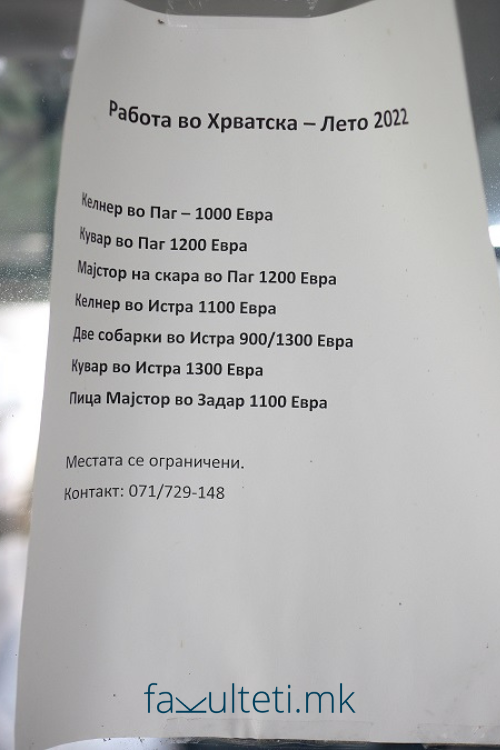 Работа во Хрватска – Лето 2022
Келнер во Паг – 1000 Евра
Кувар во Паг 1200 Евра
Мајстор на скара во Паг 1200 Евра
Келнер во Истра 1100 Евра
Две собарки во Истра 900/1300 Евра
Кувар во Истра 1300 Евра
Пица Мајстор во Задар 1100 Евра
Местата се ограничени.
Контакт: 071/729-148
fakulteti.mk